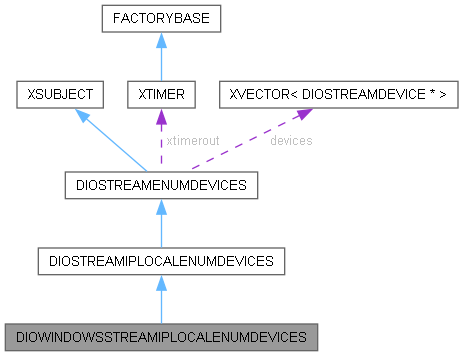 FACTORYBASE
XSUBJECT
XTIMER
XVECTOR< DIOSTREAMDEVICE * >
xtimerout
devices
DIOSTREAMENUMDEVICES
DIOSTREAMIPLOCALENUMDEVICES
DIOWINDOWSSTREAMIPLOCALENUMDEVICES